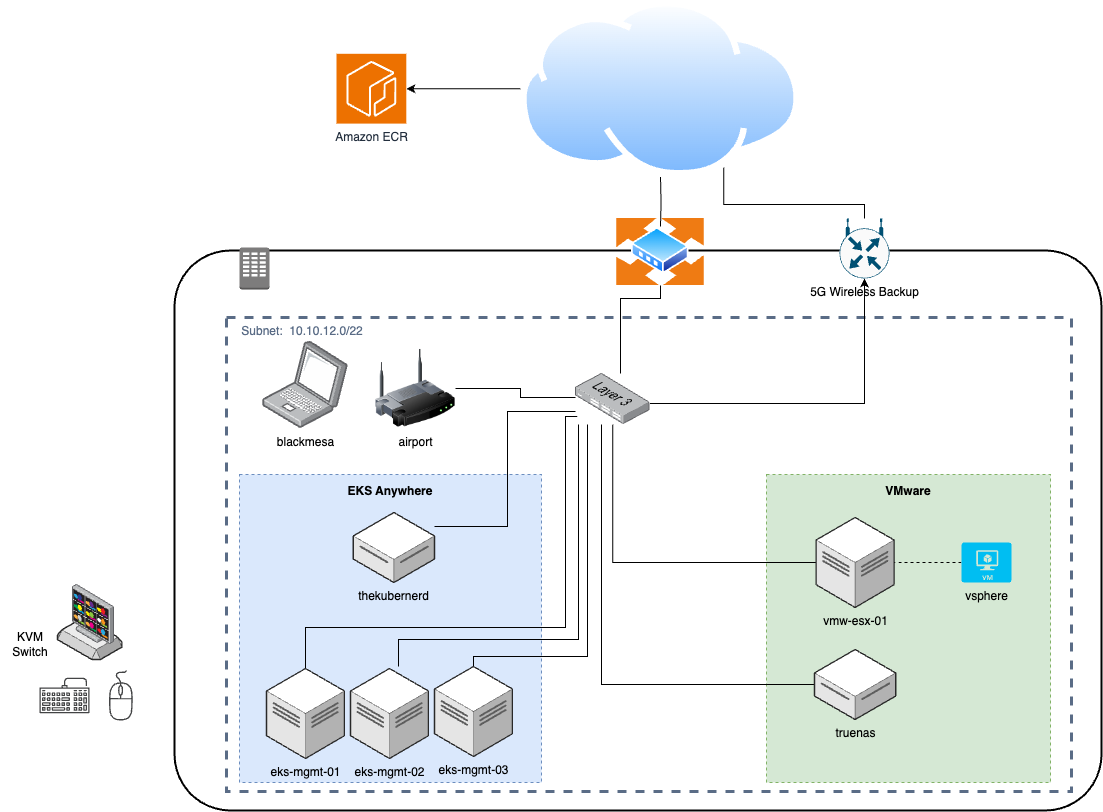 Amazon ECR
5G Wireless Backup
Subnet: 10.10.12.0/22
Layer 3
blackmesa
airport
EKS Anywhere
VMware
thekubernerd
VM
vsphere
vmw-esx-01
KVM
Switch
truenas
eks-mgmt-01
eks-mgmt-02
eks-mgmt-03